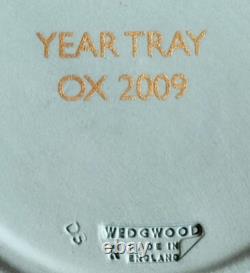 YEAR TRAY
OX 2009
WEDGWOOD
MADE IN
ENGLAND